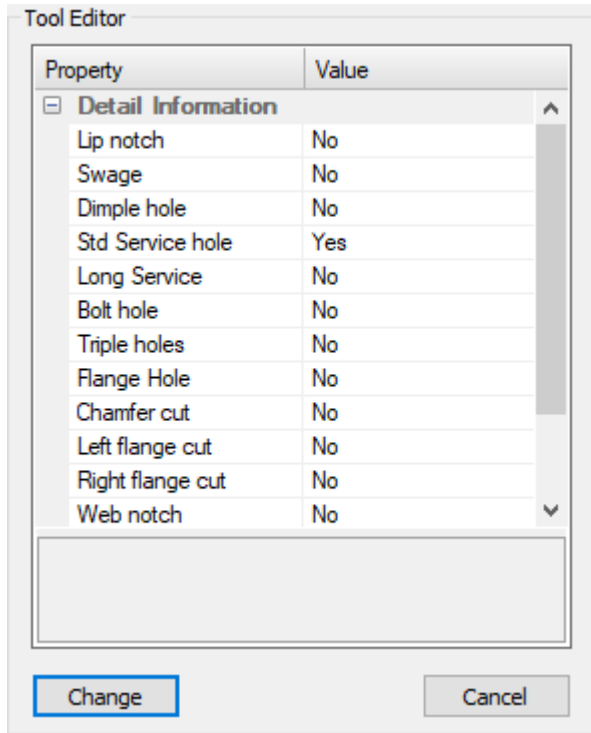 Tool Editor
Property Value
Detail Information
Lip notch No
Swage No
Dimple hole No
Std Service hole Yes
Long Service No
Bolt hole No
Triple holes No
Flange Hole No
Chamfer cut No
Left flange cut No
Right flange cut No
Web notch No
Change Cancel